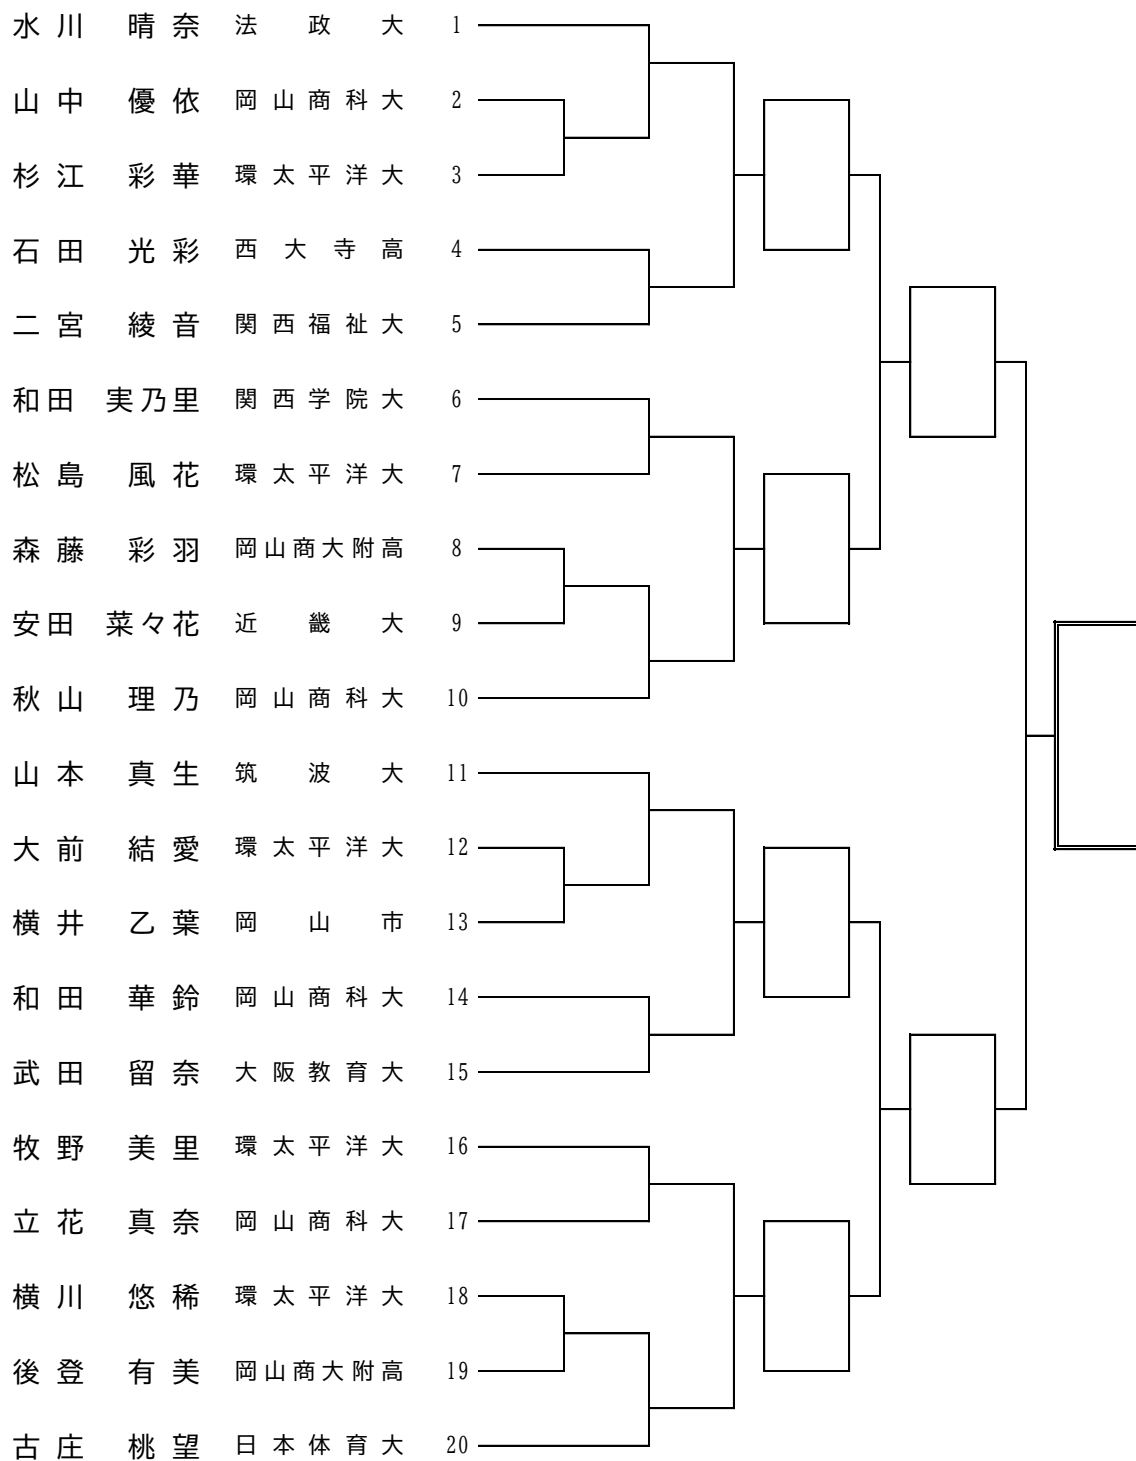 水川 晴奈 法政大 1
山中 優依 岡山商科大 2
杉江 彩華 環太平洋大 3
石田 光彩 西大寺高 4
二宮 綾音 関西福祉大 5
和田 実乃里 関西学院大 6
松島 風花 環太平洋大 7
森藤 彩羽 岡山商大附高 8
安田 菜々花 近畿大 9
秋山 理乃 岡山商科大 10
山本 真生 筑波大 11
大前 結愛 環太平洋大 12
横井 乙葉 岡山市 13
和田 華鈴 岡山商科大 14
武田 留奈 大阪教育大 15
牧野 美里 環太平洋大 16
立花 真奈 岡山商科大 17
横川 悠稀 環太平洋大 18
後登 有美 岡山商大附高 19
古庄 桃望 日本体育大 20